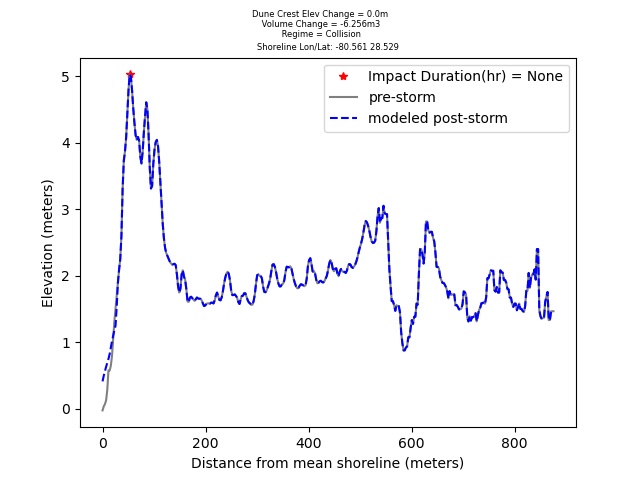 Dune Crest Elev Change = 0.0m
Volume Change = -6.256m3
Regime = Collision
Shoreline Lon/Lat: -80.561 28.529
Impact Duration(hr) = None
pre-storm
modeled post-storm
Elevation (meters)
5
4
3
2
1
0
0 200 400 600 800
Distance from mean shoreline (meters)